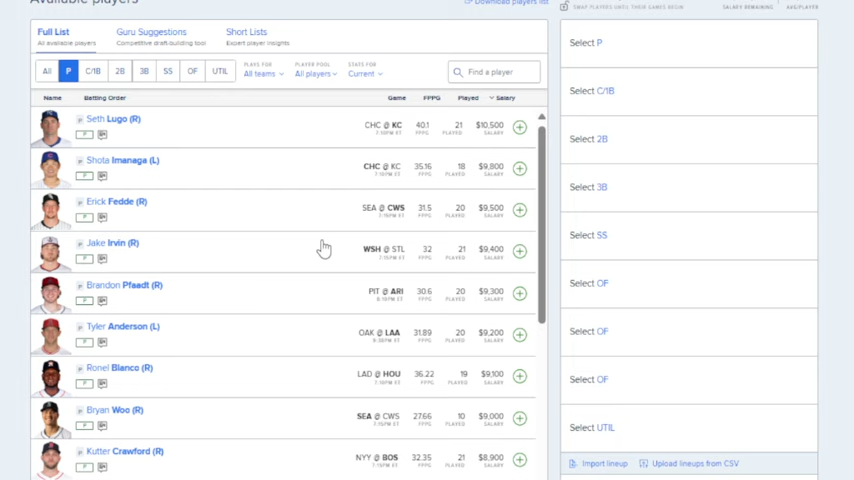 Available players
Download players list
SWAP PLAYERS UNTIL THEIR GAMES BEGIN
SALARY REMAINING
AVG/PLAYER
Full List
All available players
Guru Suggestions
Competitive draft-building tool
Short Lists
Expert player insights
All P C/1B 2B 3B SS OF UTIL
PLAYS FOR
All teams
PLAYER POOL
All players
STATS FOR
Current
Find a player
Name Batting Order Game FPPG Played Salary
Seth Lugo (R)
P
CHC @ KC 40.1 21 $10,500
7:10PM ET FPPG PLAYED SALARY
Shota Imanaga (L)
P
CHC @ KC 35.16 18 $9,800
7:10PM ET FPPG PLAYED SALARY
Erick Fedde (R)
P
SEA @ CWS 31.5 20 $9,500
7:10PM ET FPPG PLAYED SALARY
Jake Irvin (R)
P
WSH @ STL 32 21 $9,400
7:15PM ET FPPG PLAYED SALARY
Brandon Pfaadt (R)
P
PIT @ ARI 30.6 20 $9,300
8:10PM ET FPPG PLAYED SALARY
Tyler Anderson (L)
P
OAK @ LAA 31.89 20 $9,200
FPPG PLAYED SALARY
Ronel Blanco (R)
P
LAD @ HOU 36.22 19 $9,100
FPPG PLAYED SALARY
Bryan Woo (R)
P
SEA @ CWS 27.66 10 $9,000
7:10PM ET FPPG PLAYED SALARY
Kutter Crawford (R)
P
NYY @ BOS 32.35 21 $8,900
7:15PM ET FPPG PLAYED SALARY
Select P
Select C/1B
Select 2B
Select 3B
Select SS
Select OF
Select OF
Select OF
Select UTIL
Import lineup
Upload lineups from CSV